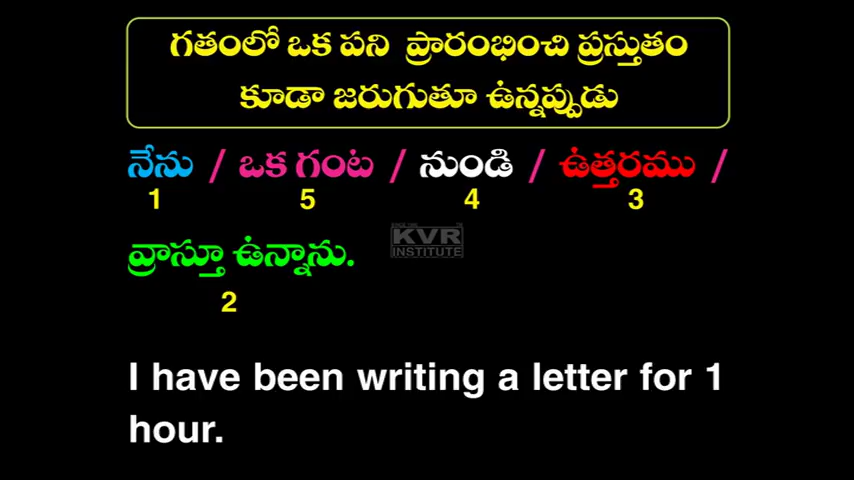 గతంలో ఒక పని ప్రారంభించి ప్రస్తుతం
కూడా జరుగుతూ ఉన్నప్పుడు
నేను / ఒక గంట / నుండి / ఉత్తరము /
1 5 4 3
వ్రాస్తూ ఉన్నాను.
KVR
INSTITUTE
2
I have been writing a letter for 1
hour.